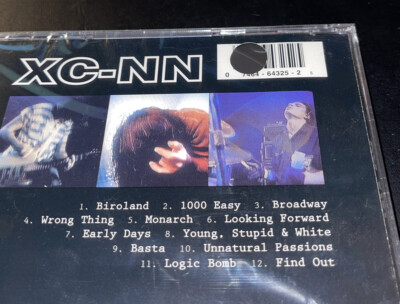 XC-NN
0 7464-64325-2
1. Biroland 2. 1000 Easy 3. Broadway
4. Wrong Thing 5. Monarch 6. Looking Forward
7. Early Days 8. Young, Stupid & White
9. Basta 10. Unnatural Passions
11. Logic Bomb 12. Find Out